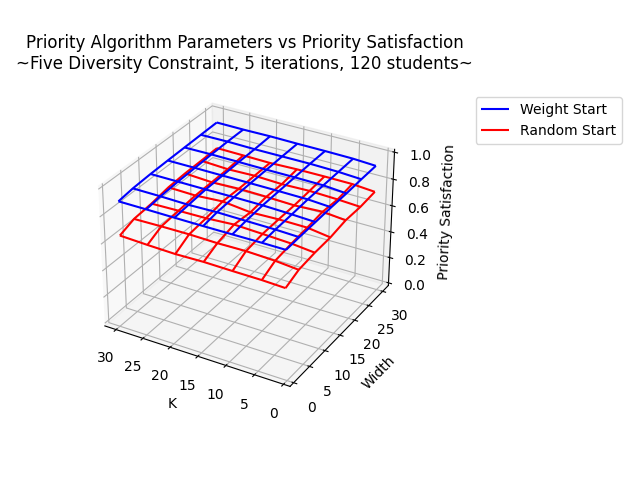 Priority Algorithm Parameters vs Priority Satisfaction
~Five Diversity Constraint, 5 iterations, 120 students~
Weight Start
Random Start
1.0
0.8
0.6
0.4
0.2
0.0
Priority Satisfaction
30
25
20
15
10
5
0
K
0
5
10
15
20
25
30
Width